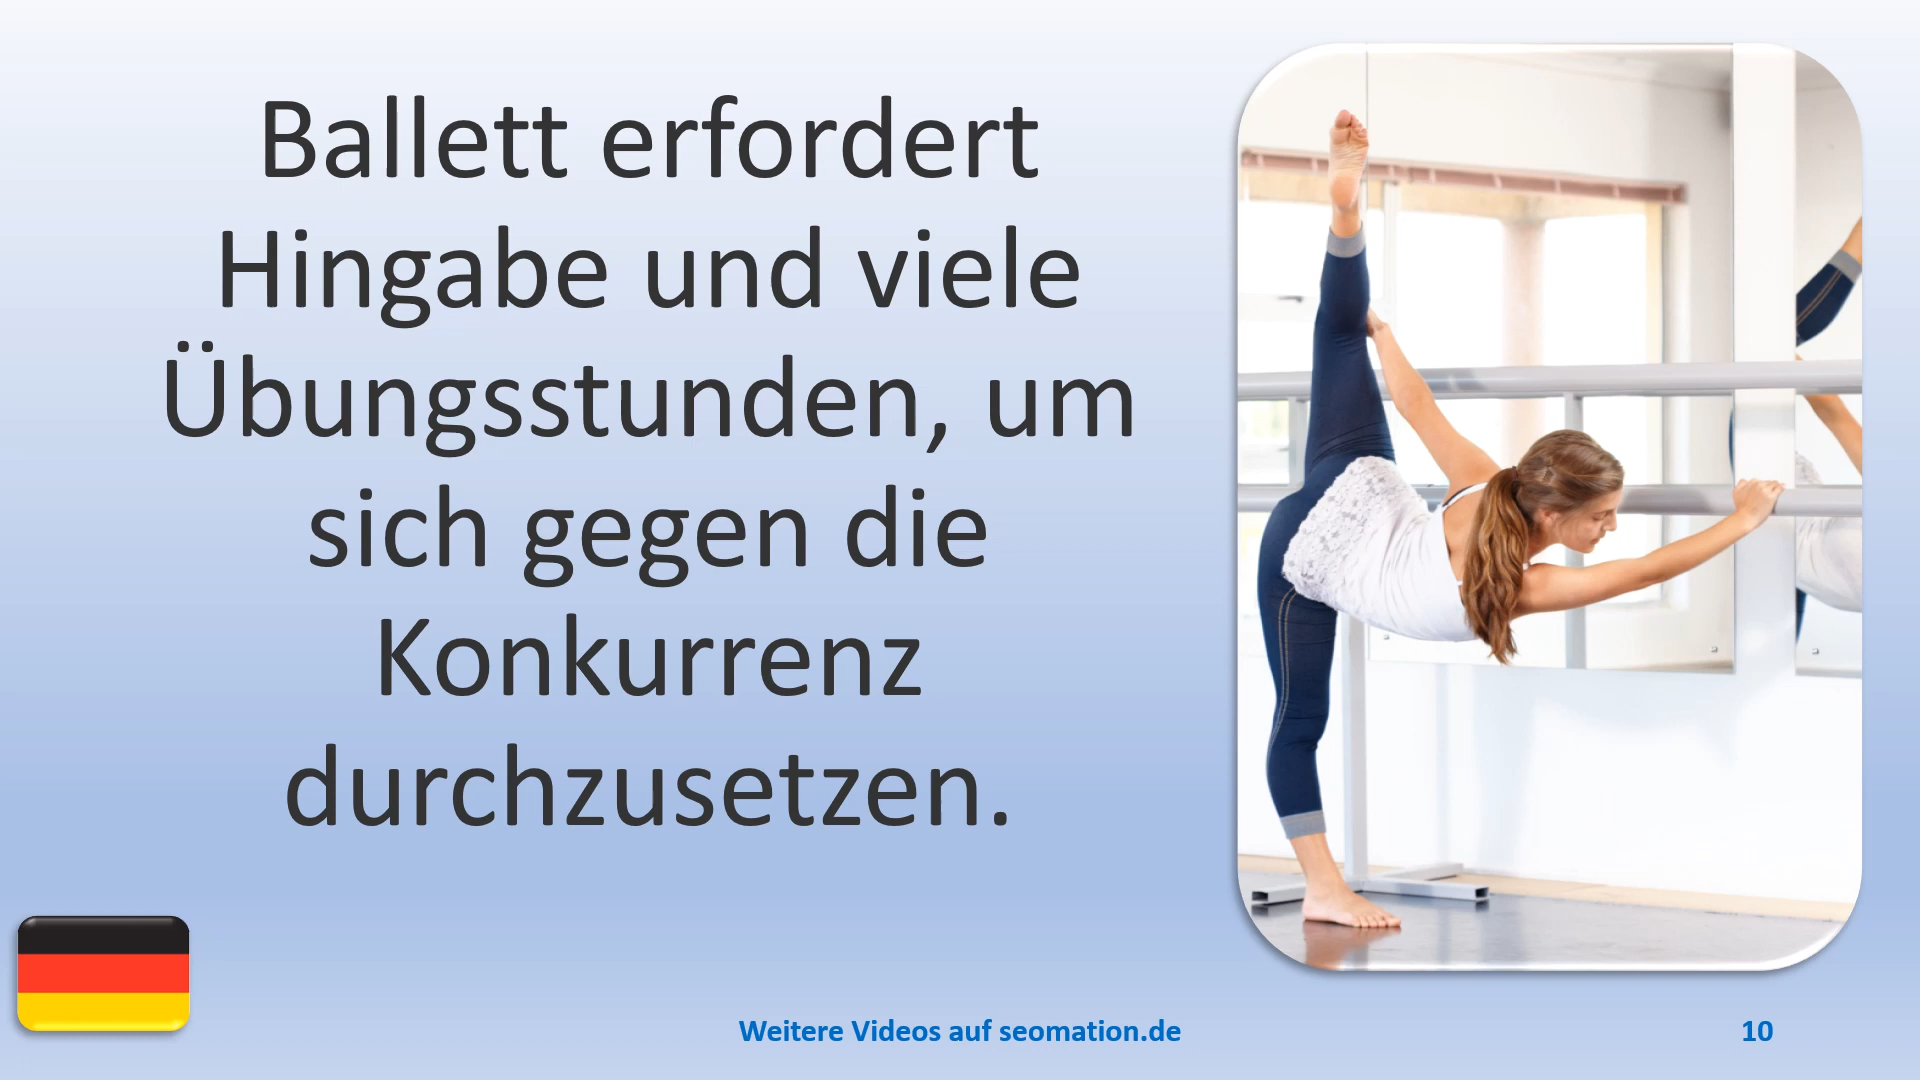 Ballett erfordert
Hingabe und viele
Übungsstunden, um
sich gegen die
Konkurrenz
durchzusetzen.
Weitere Videos auf seomation.de
10